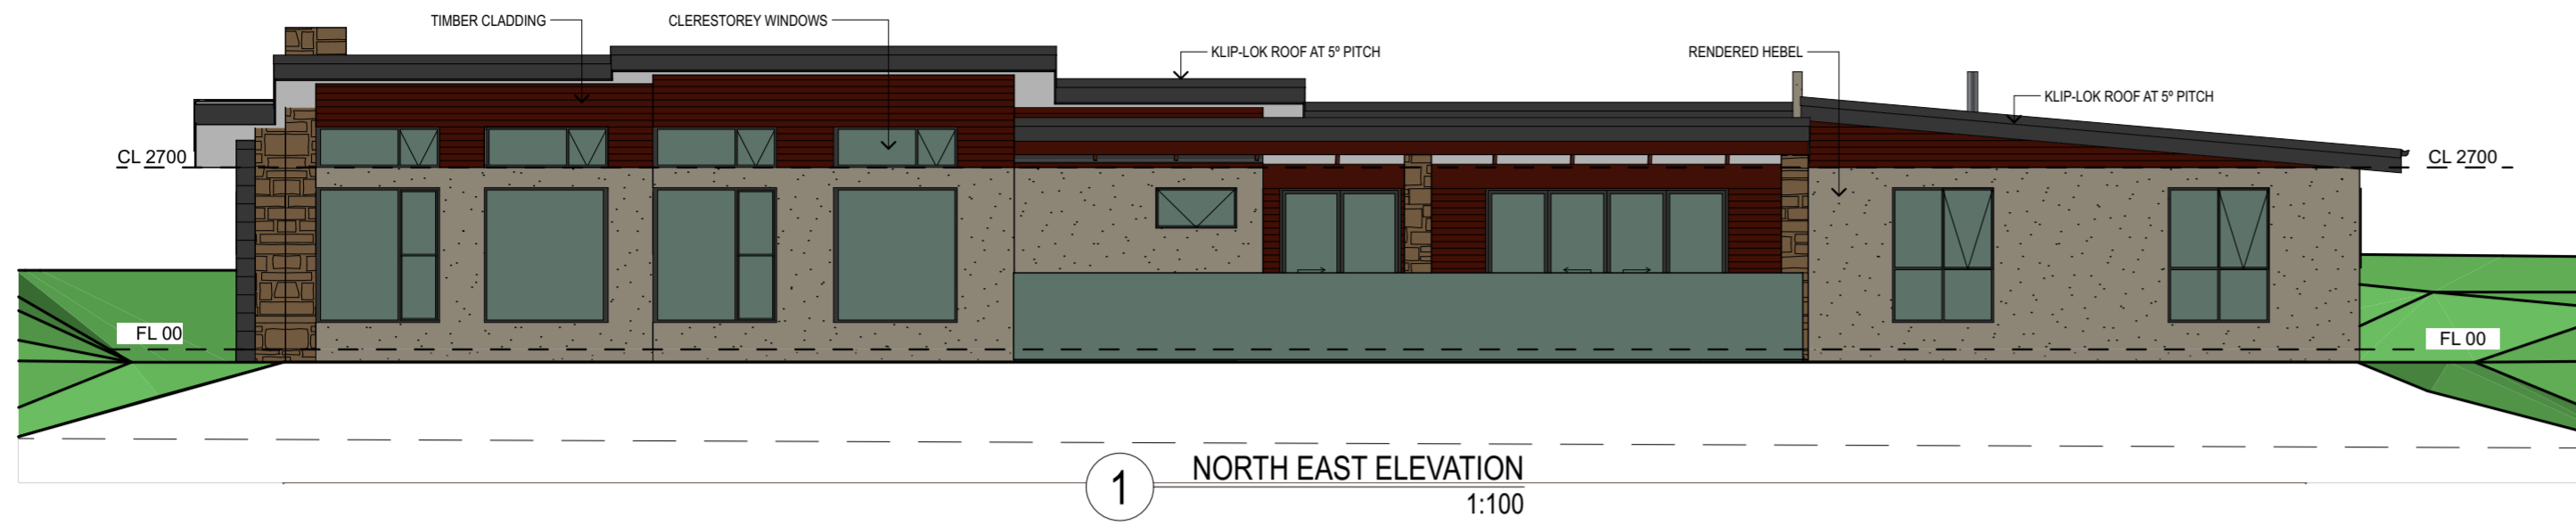 TIMBER CLADDING
CLERESTOREY WINDOWS
KLIP-LOK ROOF AT 5º PITCH
RENDERED HEBEL
KLIP-LOK ROOF AT 5º PITCH
CL 2700
CL 2700
FL 00
FL 00
1
NORTH EAST ELEVATION
1:100